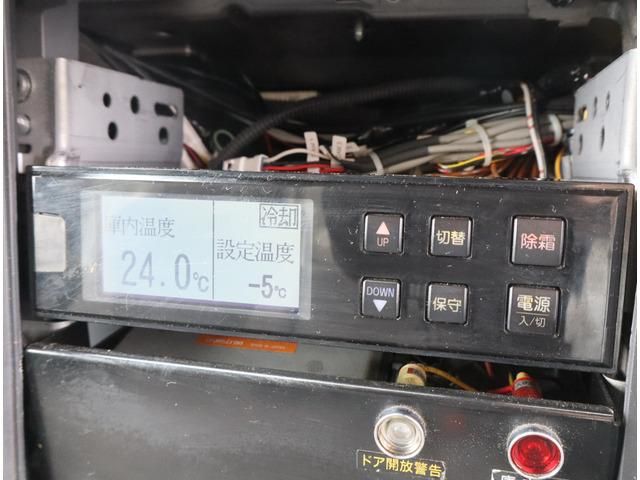 冷却
庫内温度
設定温度
24.0℃
-5℃
UP
切替
除霜
DOWN
保守
電源
入/切
ドア開放警告